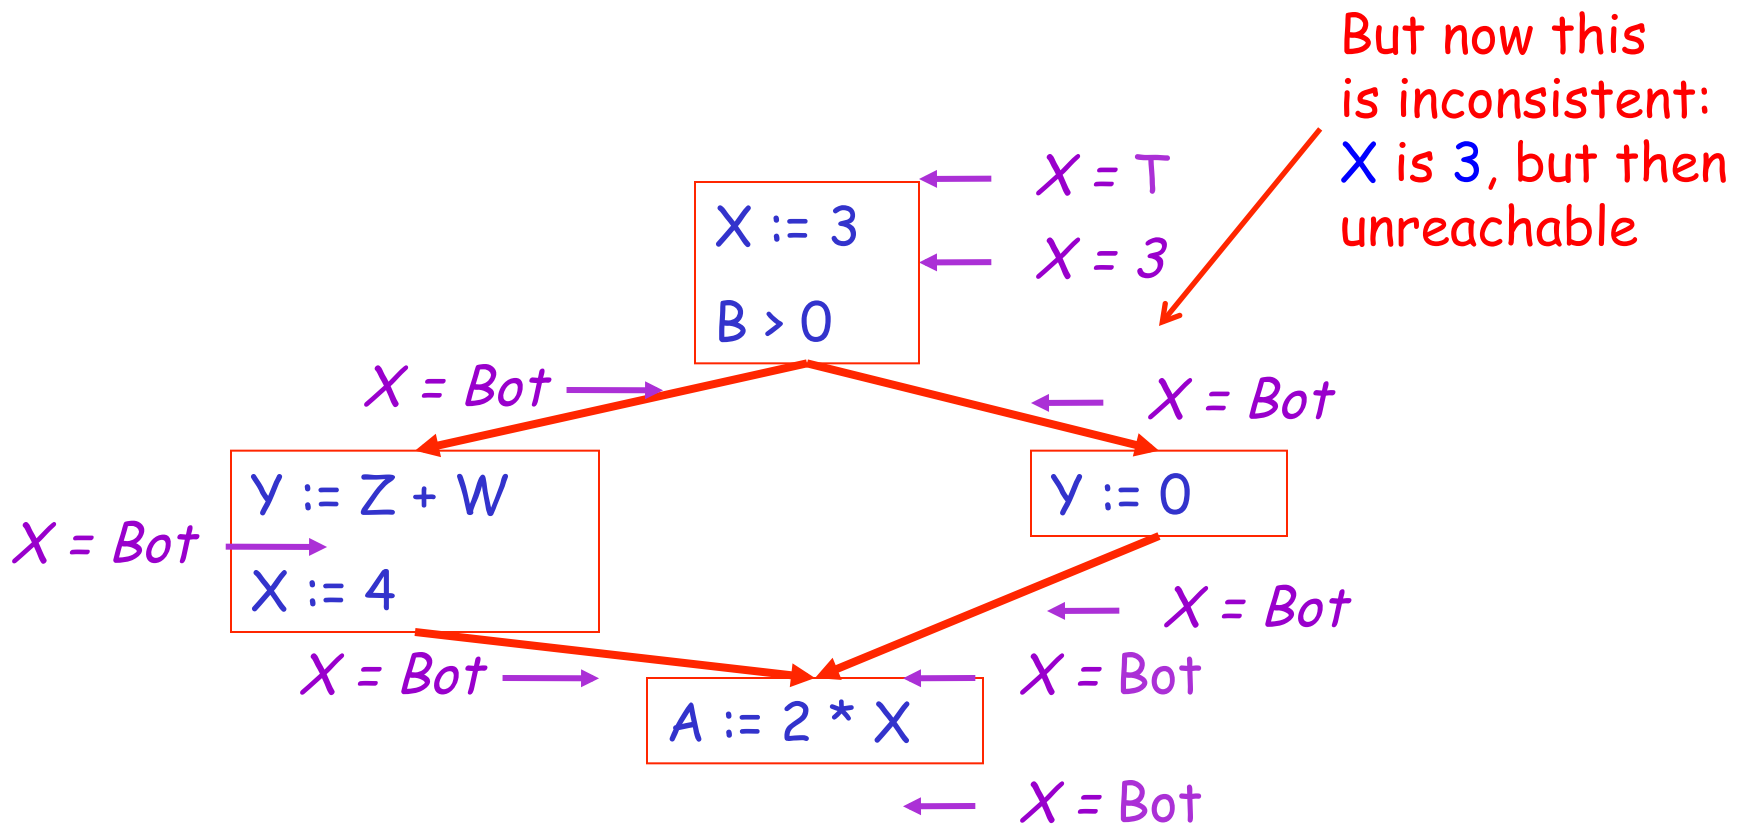 But now this
is inconsistent:
X is 3, but then
unreachable
X = T
X := 3
X = 3
B > 0
X = Bot
X = Bot
Y := Z + W
Y := 0
X = Bot
X := 4
X = Bot
X = Bot
X = Bot
A := 2 * X
X = Bot